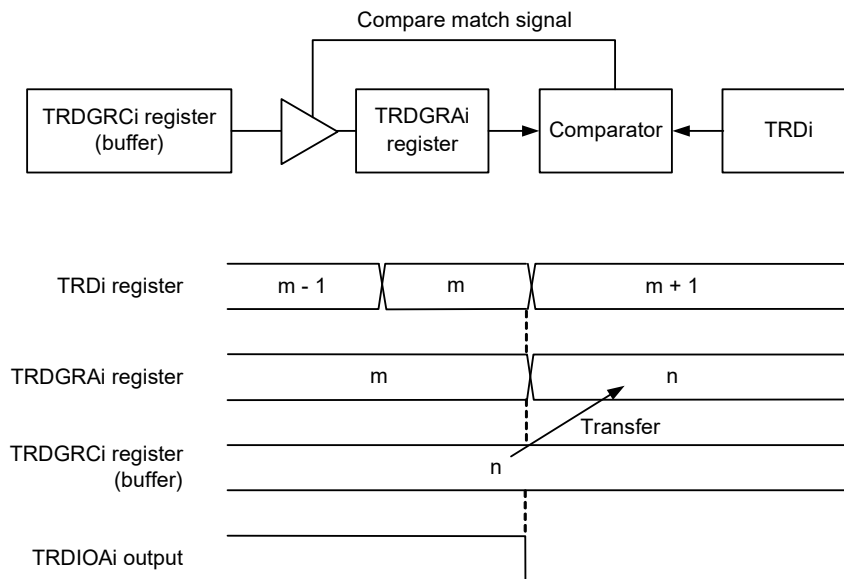 Compare match signal
TRDGRCi register
(buffer)
TRDGRAi
register
Comparator
TRDi
TRDi register
m - 1
m
m + 1
TRDGRAi register
m
n
Transfer
TRDGRCi register
(buffer)
n
TRDIOAi output